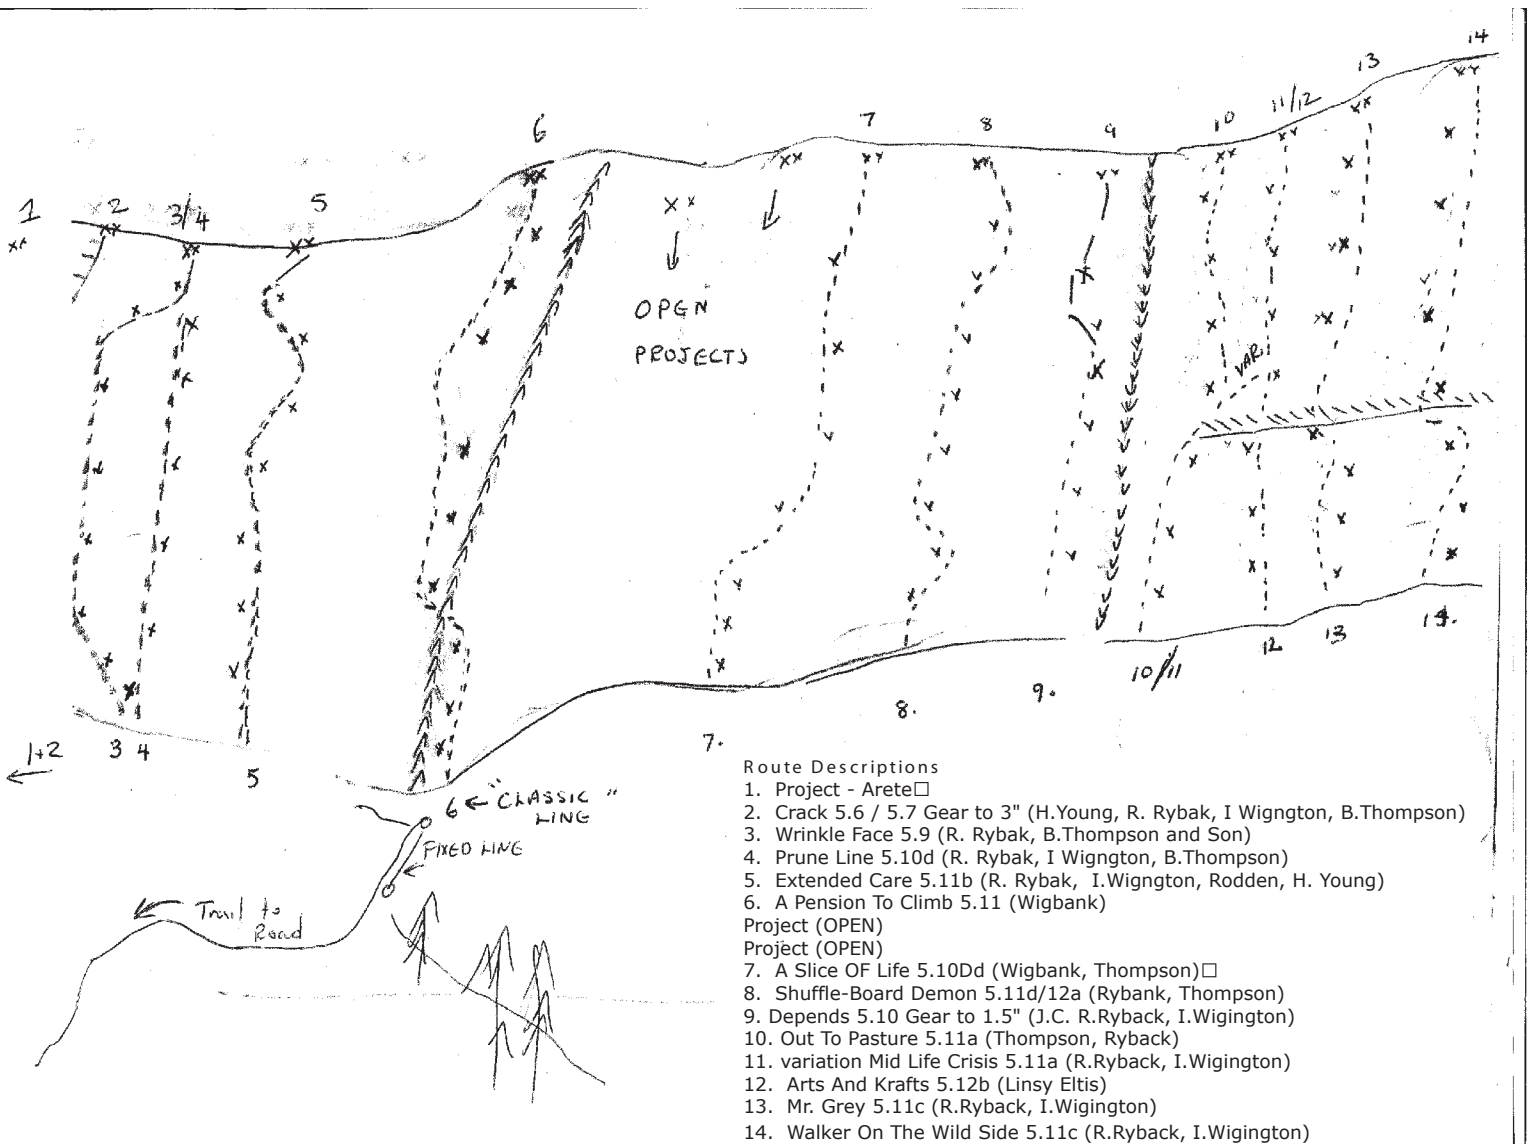 14
13
11/12
10
9
8
7
6
5
3/4
2
1
OPEN
PROJECTS
VAR.
1+2
3 4
5
6 ← "CLASSIC"
LINE
FIXED LINE
Trail to
Road
7.
8.
9.
10/11
12
13
14.
Route Descriptions
1. Project - Arete□
2. Crack 5.6 / 5.7 Gear to 3" (H.Young, R. Rybak, I Wigngton, B.Thompson)
3. Wrinkle Face 5.9 (R. Rybak, B.Thompson and Son)
4. Prune Line 5.10d (R. Rybak, I Wigngton, B.Thompson)
5. Extended Care 5.11b (R. Rybak, I.Wigngton, Rodden, H. Young)
6. A Pension To Climb 5.11 (Wigbank)
Project (OPEN)
Project (OPEN)
7. A Slice OF Life 5.10Dd (Wigbank, Thompson)□
8. Shuffle-Board Demon 5.11d/12a (Rybank, Thompson)
9. Depends 5.10 Gear to 1.5" (J.C. R.Ryback, I.Wigington)
10. Out To Pasture 5.11a (Thompson, Ryback)
11. variation Mid Life Crisis 5.11a (R.Ryback, I.Wigington)
12. Arts And Krafts 5.12b (Linsy Eltis)
13. Mr. Grey 5.11c (R.Ryback, I.Wigington)
14. Walker On The Wild Side 5.11c (R.Ryback, I.Wigington)